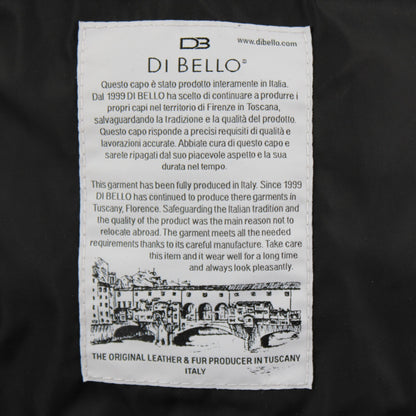 DB
www.dibello.com
DI BELLO©
Questo capo è stato prodotto interamente in Italia.
Dal 1999 DI BELLO ha scelto di continuare a produrre i
propri capi nel territorio di Firenze in Toscana,
salvaguardando la tradizione e la qualità del prodotto.
Questo capo risponde a precisi requisiti di qualità e
lavorazioni accurate. Abbiate cura di questo capo e
sarete ripagati dal suo piacevole aspetto e la sua
durata nel tempo.
This garment has been fully produced in Italy. Since 1999
DI BELLO has continued to produce there garments in
Tuscany, Florence. Safeguarding the Italian tradition and
the quality of the product was the main reason not to
relocate abroad. The garment meets all the needed
requirements thanks to its careful manufacture. Take care
this item and it wear well for a long time
and always look pleasantly.
THE ORIGINAL LEATHER & FUR PRODUCER IN TUSCANY
ITALY